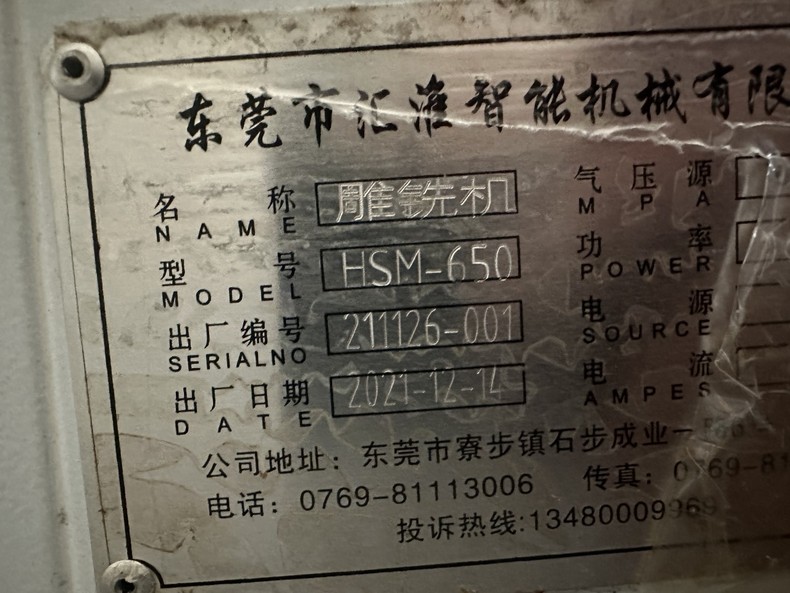 东莞市汇淮智能机械有限
名称 雕铣机 气压源
NAME MPA
型号 HSM-650 功率
MODEL POWER
出厂编号 211126-001 电源
SERIALNO SOURCE
出厂日期 2021-12-14 电流
DATE AMPES
公司地址：东莞市寮步镇石步成业一
电话：0769-81113006 传真：0769-81
投诉热线:13480009969